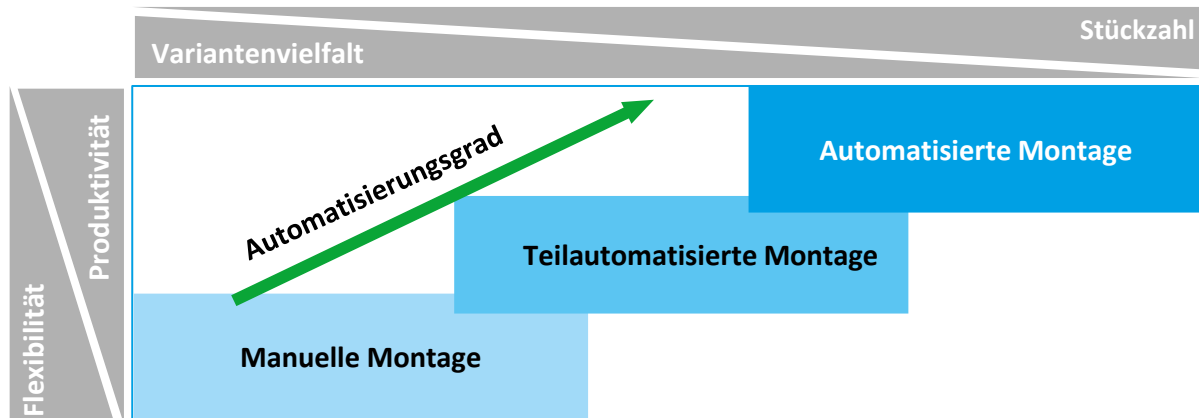 Stückzahl
Variantenvielfalt
Produktivität
Flexibilität
Automatisierungsgrad
Automatisierte Montage
Teilautomatisierte Montage
Manuelle Montage